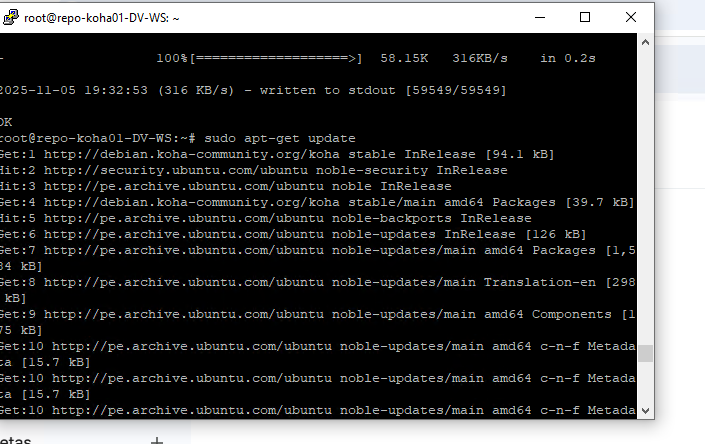 root@repo-koha01-DV-WS: ~
- 100%[===================>] 58.15K 316KB/s in 0.2s
2025-11-05 19:32:53 (316 KB/s) - written to stdout [59549/59549]
OK
root@repo-koha01-DV-WS:~# sudo apt-get update
Get:1 http://debian.koha-community.org/koha stable InRelease [94.1 kB]
Hit:2 http://security.ubuntu.com/ubuntu noble-security InRelease
Hit:3 http://pe.archive.ubuntu.com/ubuntu noble InRelease
Get:4 http://debian.koha-community.org/koha stable/main amd64 Packages [39.7 kB]
Hit:5 http://pe.archive.ubuntu.com/ubuntu noble-backports InRelease
Get:6 http://pe.archive.ubuntu.com/ubuntu noble-updates InRelease [126 kB]
Get:7 http://pe.archive.ubuntu.com/ubuntu noble-updates/main amd64 Packages [1,5
84 kB]
Get:8 http://pe.archive.ubuntu.com/ubuntu noble-updates/main Translation-en [298
kB]
Get:9 http://pe.archive.ubuntu.com/ubuntu noble-updates/main amd64 Components [1
75 kB]
Get:10 http://pe.archive.ubuntu.com/ubuntu noble-updates/main amd64 c-n-f Metada
ta [15.7 kB]
Get:10 http://pe.archive.ubuntu.com/ubuntu noble-updates/main amd64 c-n-f Metada
ta [15.7 kB]
Get:10 http://pe.archive.ubuntu.com/ubuntu noble-updates/main amd64 c-n-f Metada
etas +